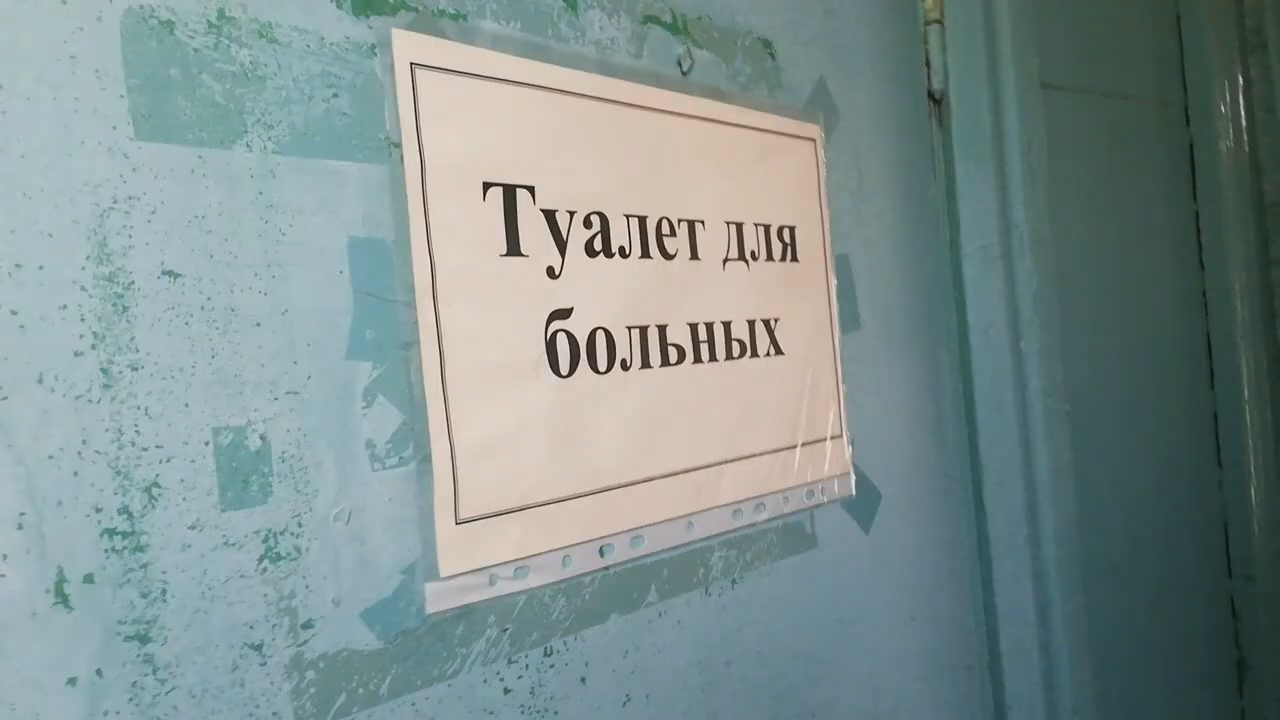 Туалет для
больных